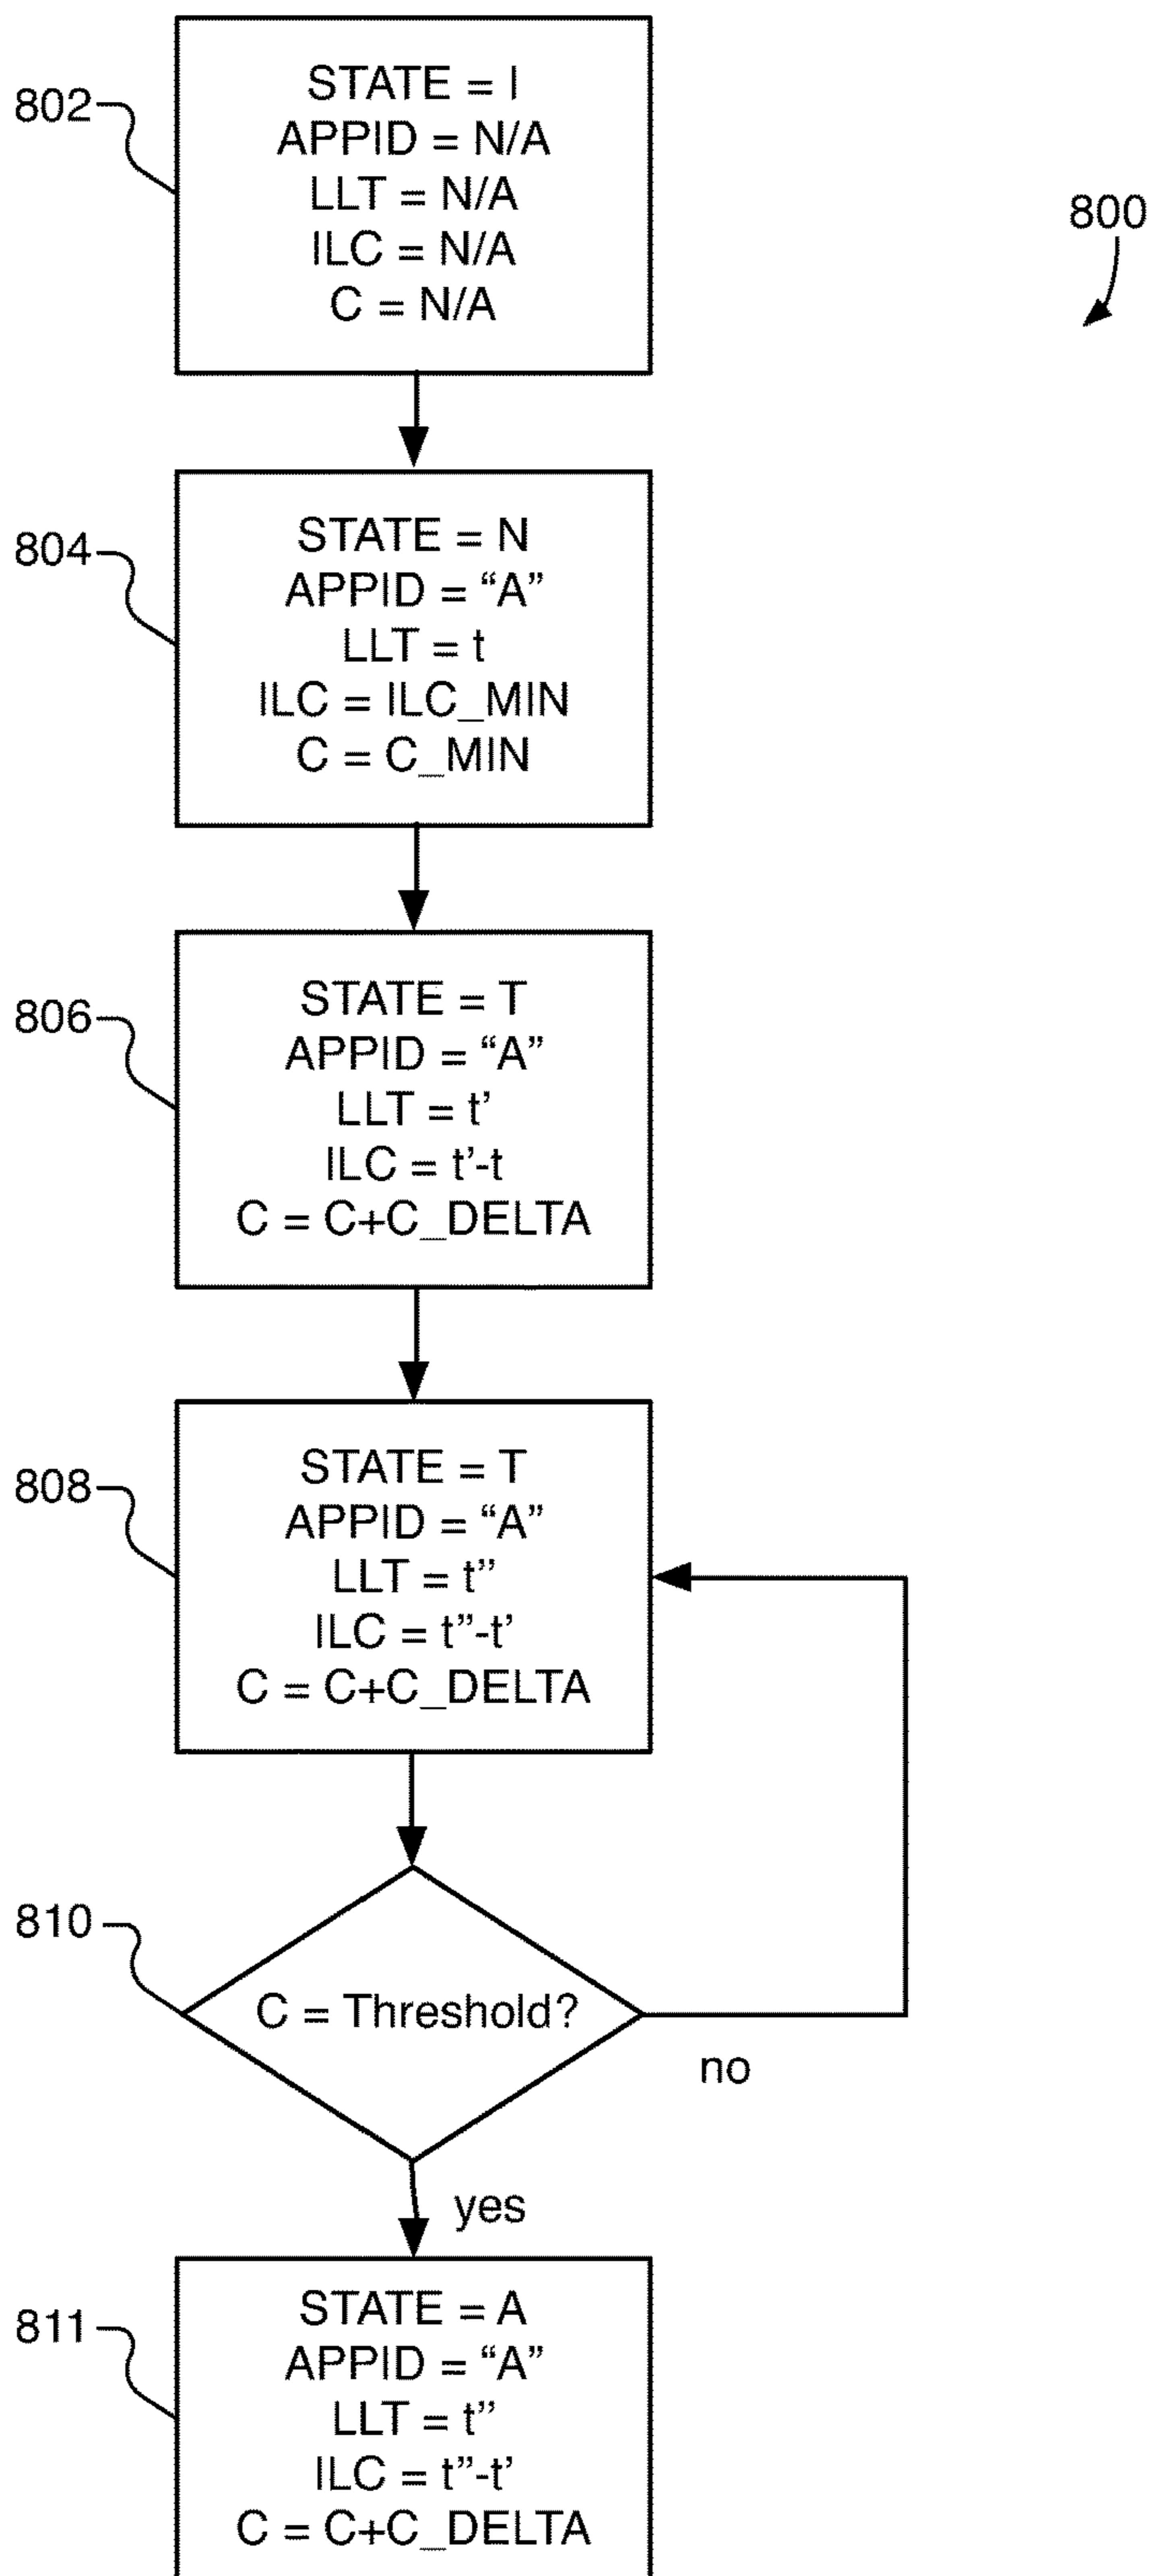 802
STATE = I
APPID = N/A
LLT = N/A
ILC = N/A
C = N/A
800
804
STATE = N
APPID = “A”
LLT = t
ILC = ILC_MIN
C = C_MIN
806
STATE = T
APPID = “A”
LLT = t’
ILC = t’-t
C = C+C_DELTA
808
STATE = T
APPID = “A”
LLT = t”
ILC = t”-t’
C = C+C_DELTA
810
C = Threshold?
no
yes
811
STATE = A
APPID = “A”
LLT = t”
ILC = t”-t’
C = C+C_DELTA